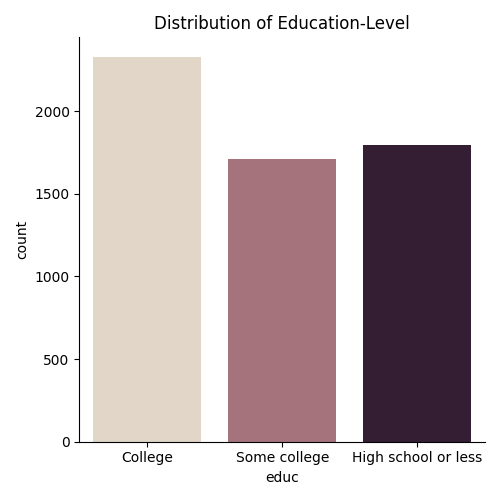 Distribution of Education-Level
2000
1500
1000
500
0
count
College
Some college
High school or less
educ